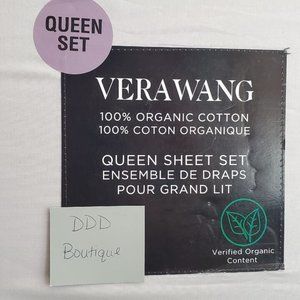 QUEEN
SET
VERAWANG
100% ORGANIC COTTON
100% COTON ORGANIQUE
QUEEN SHEET SET
ENSEMBLE DE DRAPS
POUR GRAND LIT
DDD
Boutique
Verified Organic
Content